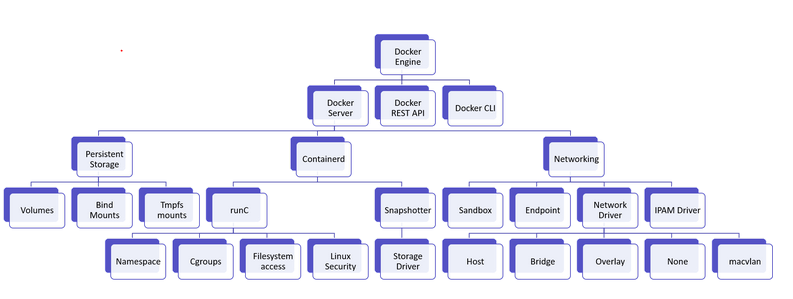 Docker
Engine
Docker
Server
Docker
REST API
Docker CLI
Persistent
Storage
Containerd
Networking
Volumes
Bind
Mounts
Tmpfs
mounts
runC
Snapshotter
Sandbox
Endpoint
Network
Driver
IPAM Driver
Namespace
Cgroups
Filesystem
access
Linux
Security
Storage
Driver
Host
Bridge
Overlay
None
macvlan